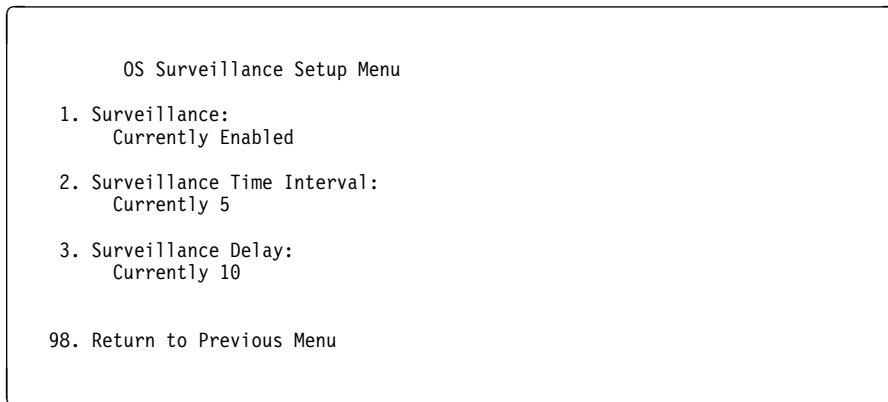 OS Surveillance Setup Menu
1. Surveillance:
Currently Enabled
2. Surveillance Time Interval:
Currently 5
3. Surveillance Delay:
Currently 10
98. Return to Previous Menu